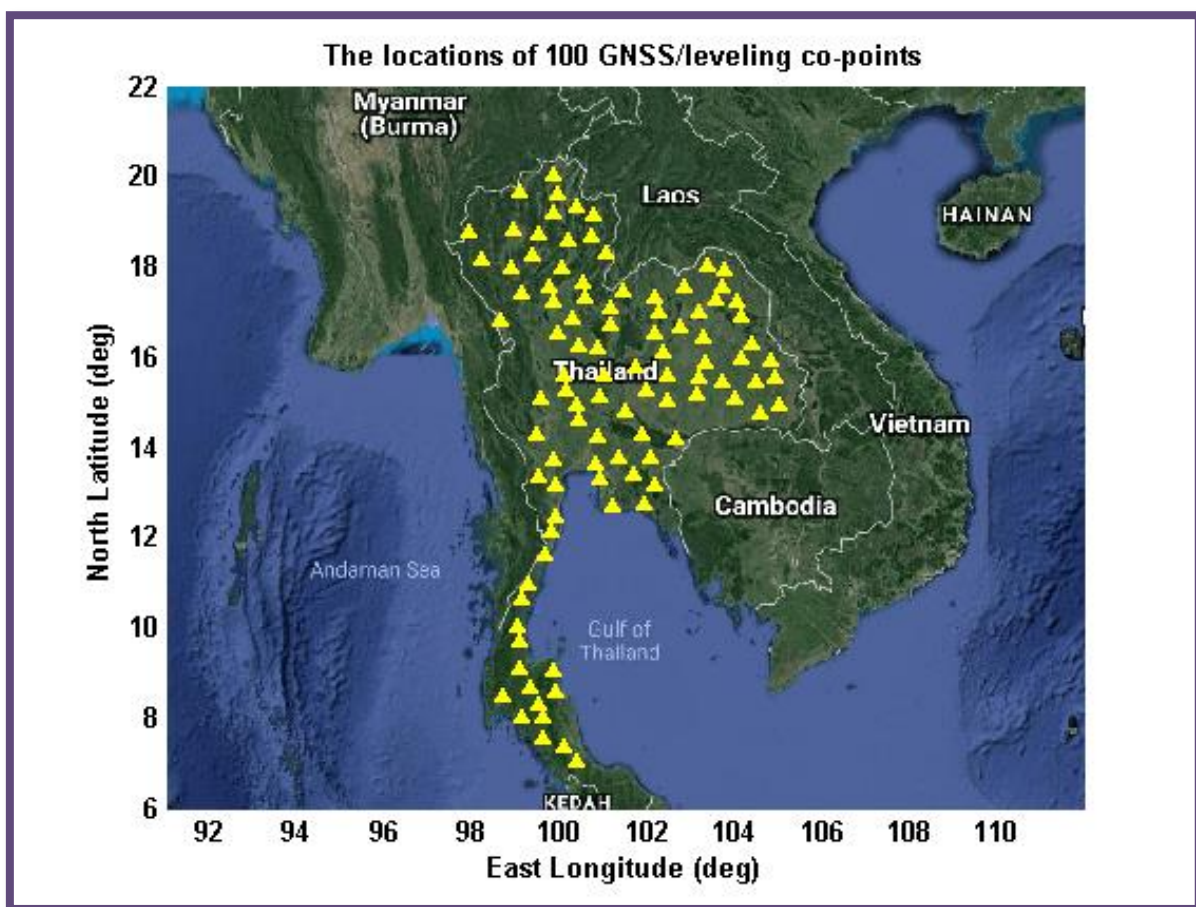 The locations of 100 GNSS/leveling co-points
22
Myanmar
(Burma)
20
Laos
HAINAN
18
16
Thailand
14
Vietnam
Cambodia
12
Andaman Sea
10
Gulf of
Thailand
8
6
KEDAH
North Latitude (deg)
92 94 96 98 100 102 104 106 108 110
East Longitude (deg)